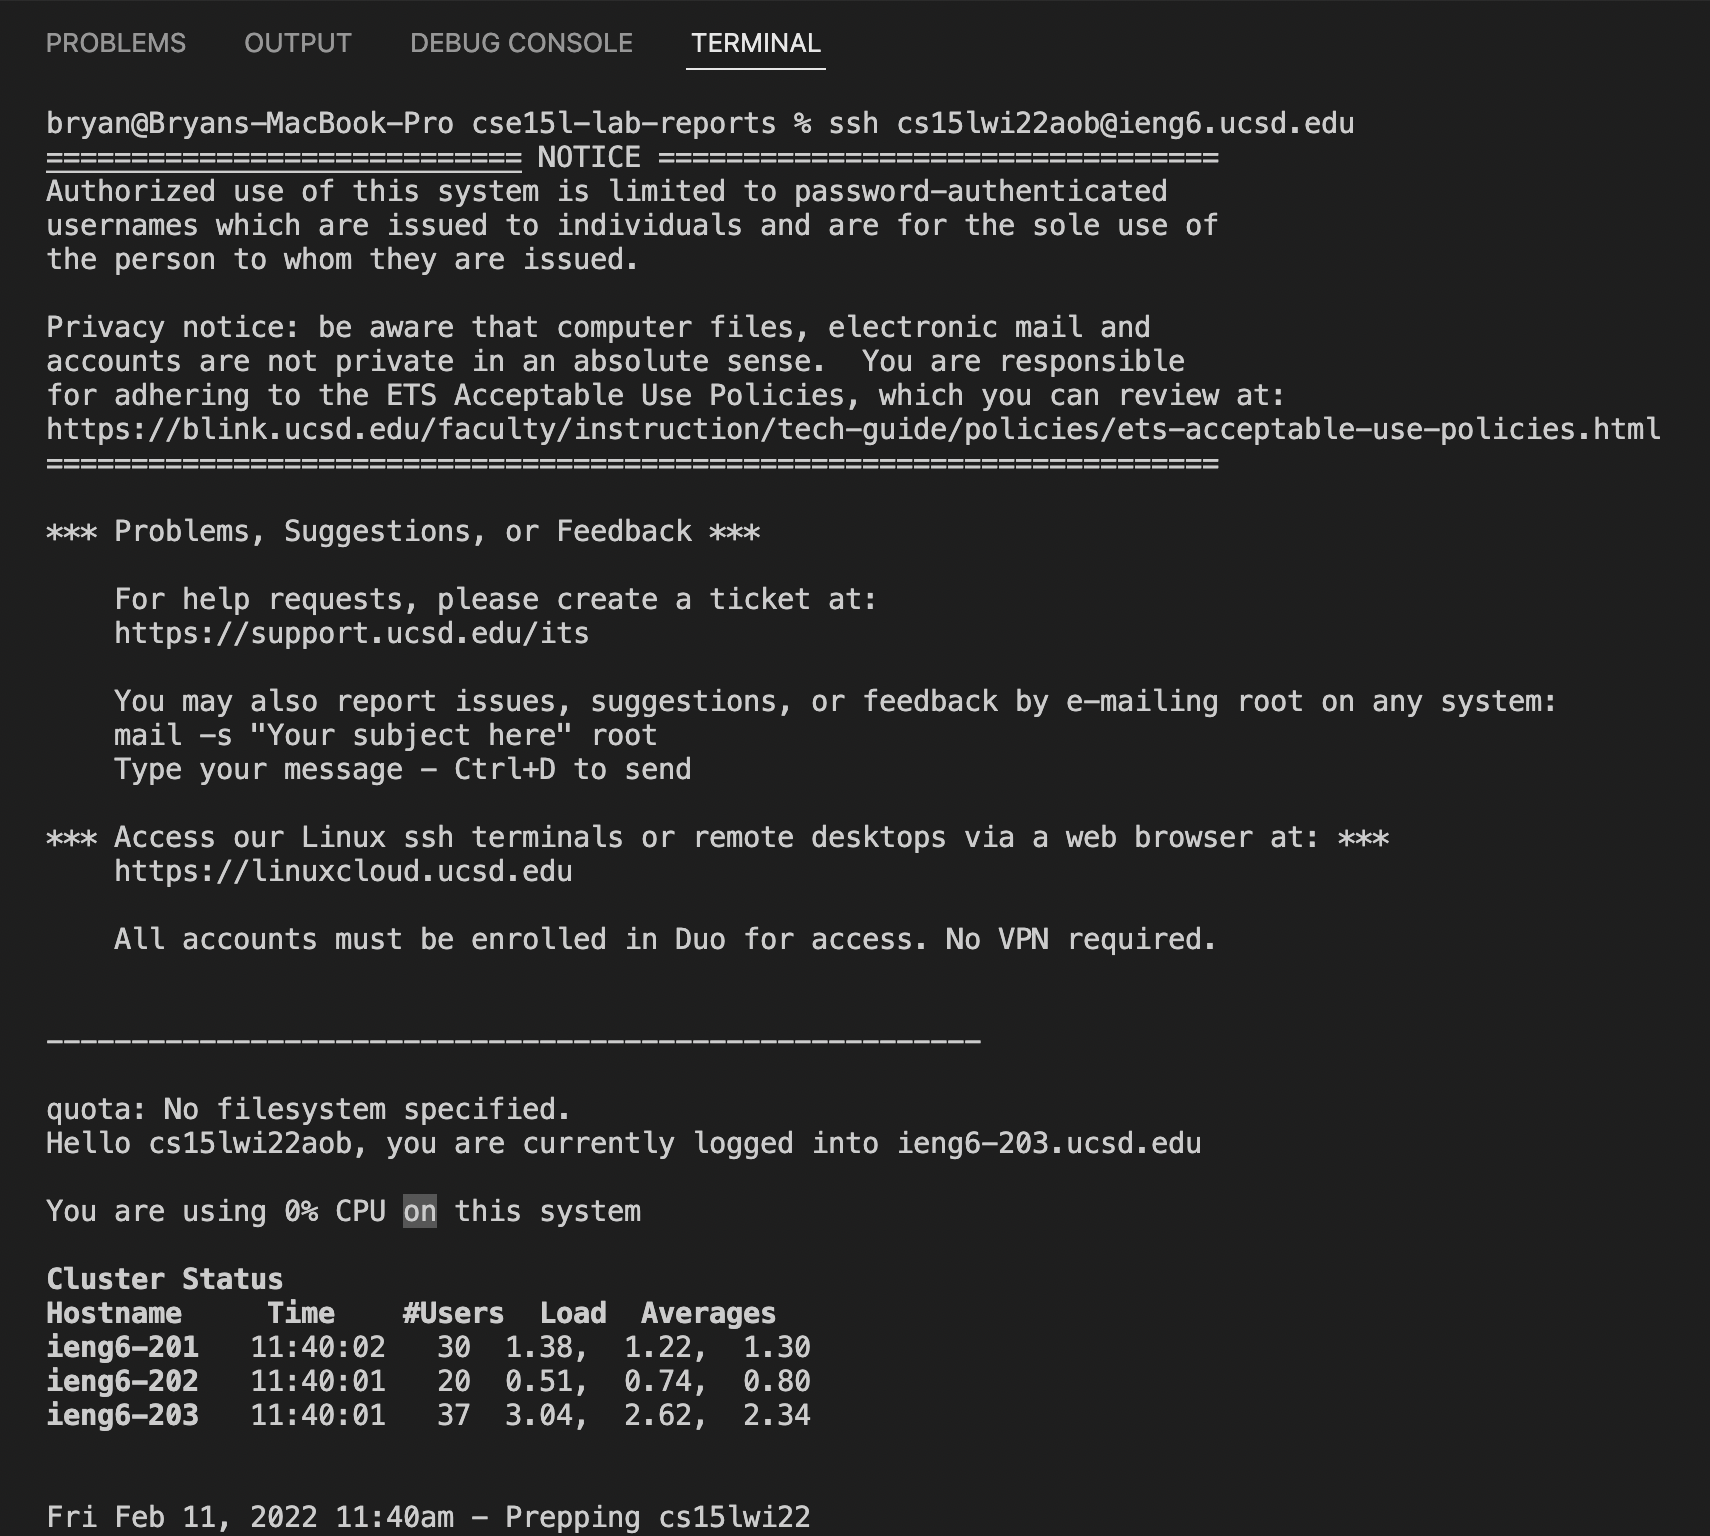 PROBLEMS OUTPUT DEBUG CONSOLE TERMINAL
bryan@Bryans-MacBook-Pro cse15l-lab-reports % ssh cs15lwi22aob@ieng6.ucsd.edu
============================ NOTICE =================================
Authorized use of this system is limited to password-authenticated
usernames which are issued to individuals and are for the sole use of
the person to whom they are issued.

Privacy notice: be aware that computer files, electronic mail and
accounts are not private in an absolute sense.  You are responsible
for adhering to the ETS Acceptable Use Policies, which you can review at:
https://blink.ucsd.edu/faculty/instruction/tech-guide/policies/ets-acceptable-use-policies.html
=====================================================================

*** Problems, Suggestions, or Feedback ***

    For help requests, please create a ticket at:
    https://support.ucsd.edu/its

    You may also report issues, suggestions, or feedback by e-mailing root on any system:
    mail -s "Your subject here" root
    Type your message - Ctrl+D to send

*** Access our Linux ssh terminals or remote desktops via a web browser at: ***
    https://linuxcloud.ucsd.edu

    All accounts must be enrolled in Duo for access. No VPN required.

-------------------------------------------------------

quota: No filesystem specified.
Hello cs15lwi22aob, you are currently logged into ieng6-203.ucsd.edu

You are using 0% CPU on this system

Cluster Status
Hostname     Time    #Users  Load  Averages
ieng6-201   11:40:02   30  1.38,  1.22,  1.30
ieng6-202   11:40:01   20  0.51,  0.74,  0.80
ieng6-203   11:40:01   37  3.04,  2.62,  2.34

Fri Feb 11, 2022 11:40am - Prepping cs15lwi22